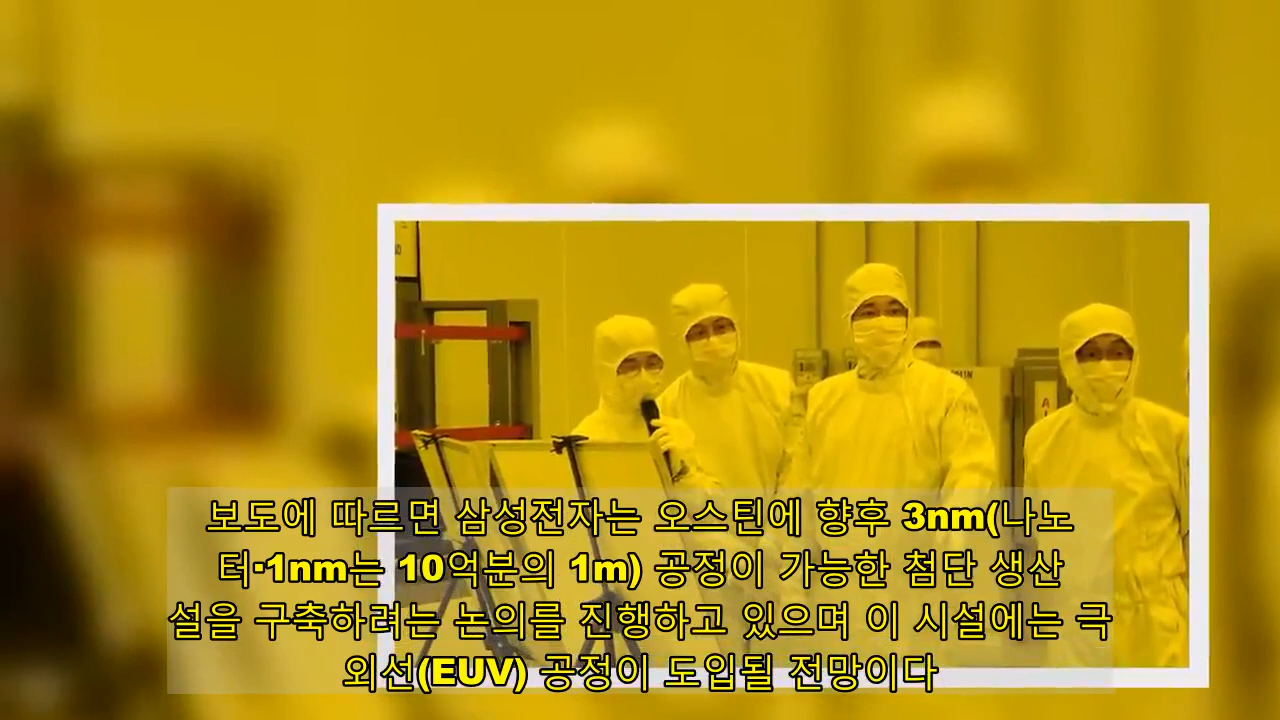 보도에 따르면 삼성전자는 오스틴에 향후 3nm(나노
터·1nm는 10억분의 1m) 공정이 가능한 첨단 생산
설을 구축하려는 논의를 진행하고 있으며 이 시설에는 극
외선(EUV) 공정이 도입될 전망이다